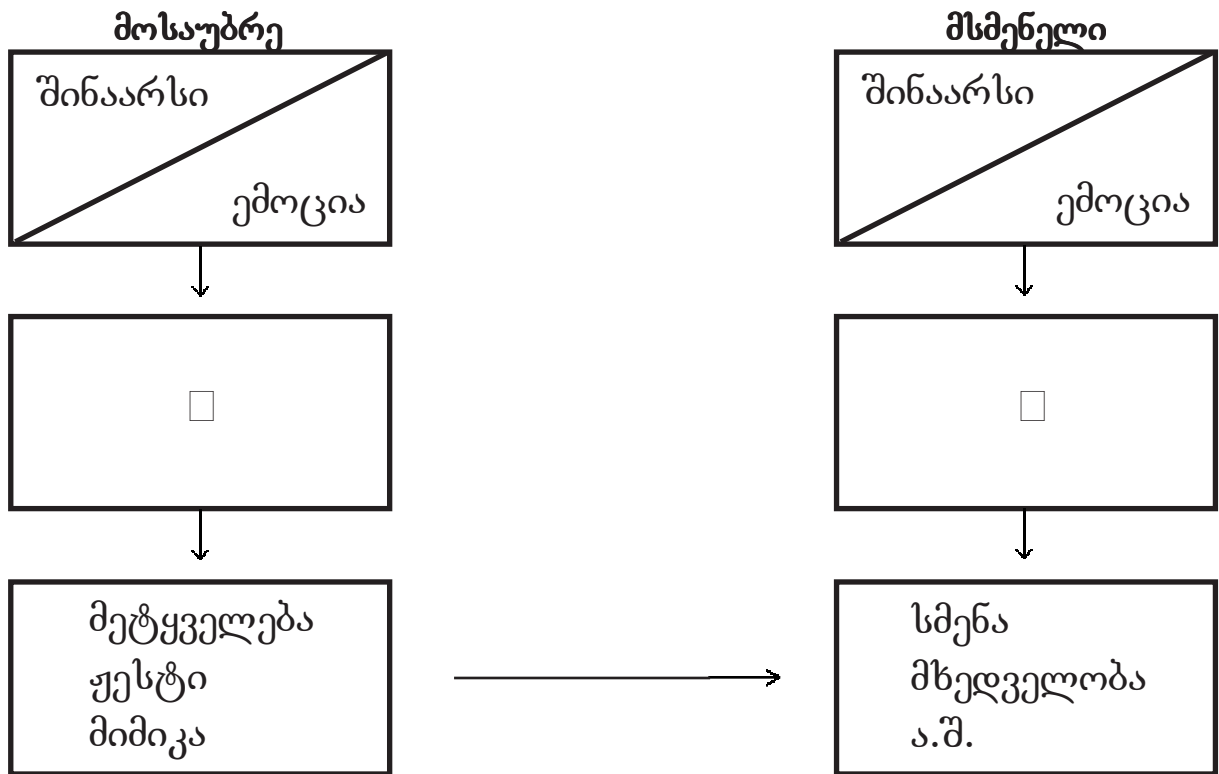 მოსაუბრე
შინაარსი
ემოცია
მეტყველება
ჟესტი
მიმიკა
მსმენელი
შინაარსი
ემოცია
სმენა
მხედველობა
ა.შ.